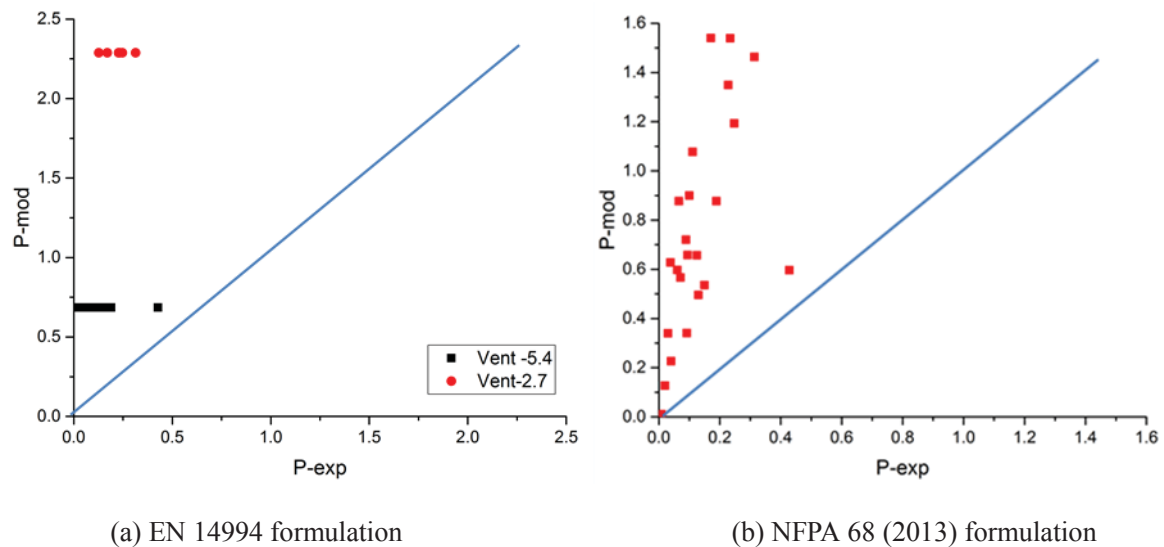 2.5
2.0
1.5
1.0
0.5
0.0
P-mod
0.0 0.5 1.0 1.5 2.0 2.5
P-exp
Vent -5.4
Vent-2.7
(a) EN 14994 formulation
1.6
1.4
1.2
1.0
0.8
0.6
0.4
0.2
0.0
P-mod
0.0 0.2 0.4 0.6 0.8 1.0 1.2 1.4 1.6
P-exp
(b) NFPA 68 (2013) formulation